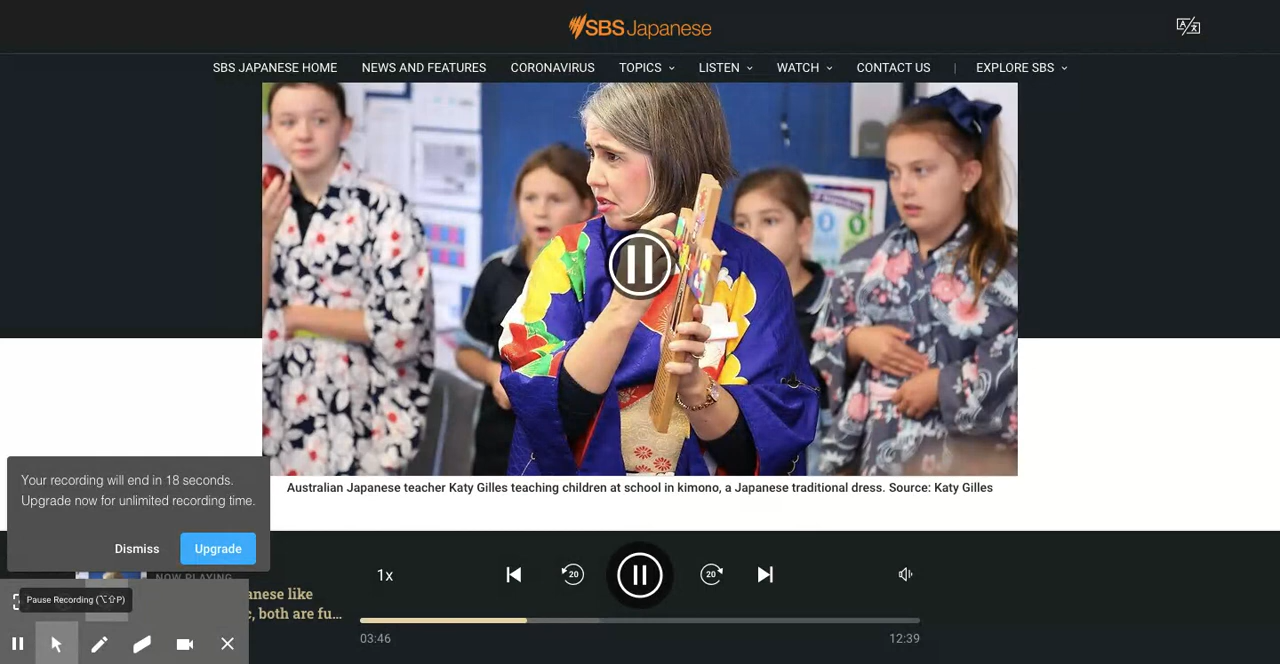 SBS Japanese
SBS JAPANESE HOME NEWS AND FEATURES CORONAVIRUS TOPICS LISTEN WATCH CONTACT US | EXPLORE SBS
Australian Japanese teacher Katy Gilles teaching children at school in kimono, a Japanese traditional dress. Source: Katy Gilles
Your recording will end in 18 seconds.
Upgrade now for unlimited recording time.
Dismiss Upgrade
NOW PLAYING
1x 20 20
anese like
, both are fu...
Pause Recording (⌥⇧P)
03:46 12:39